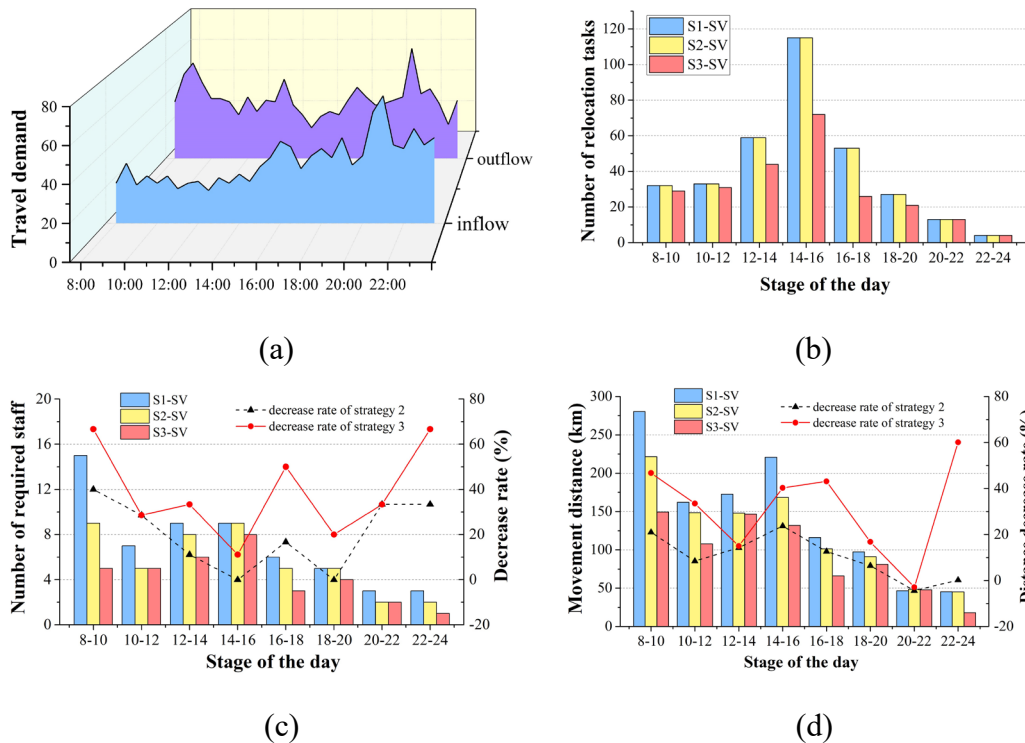 (a)
Travel demand
80
60
40
20
0
8:00 10:00 12:00 14:00 16:00 18:00 20:00 22:00
outflow
inflow
(b)
Number of relocation tasks
120
100
80
60
40
20
0
S1-SV
S2-SV
S3-SV
8-10 10-12 12-14 14-16 16-18 18-20 20-22 22-24
Stage of the day
(c)
Number of required staff
20
16
12
8
4
0
S1-SV
S2-SV
S3-SV
decrease rate of strategy 2
decrease rate of strategy 3
80
60
40
20
0
-20
Decrease rate (%)
8-10 10-12 12-14 14-16 16-18 18-20 20-22 22-24
Stage of the day
(d)
Movement distance (km)
300
250
200
150
100
50
0
S1-SV
S2-SV
S3-SV
decrease rate of strategy 2
decrease rate of strategy 3
80
60
40
20
0
-20
decrease rate (%)
8-10 10-12 12-14 14-16 16-18 18-20 20-22 22-24
Stage of the day